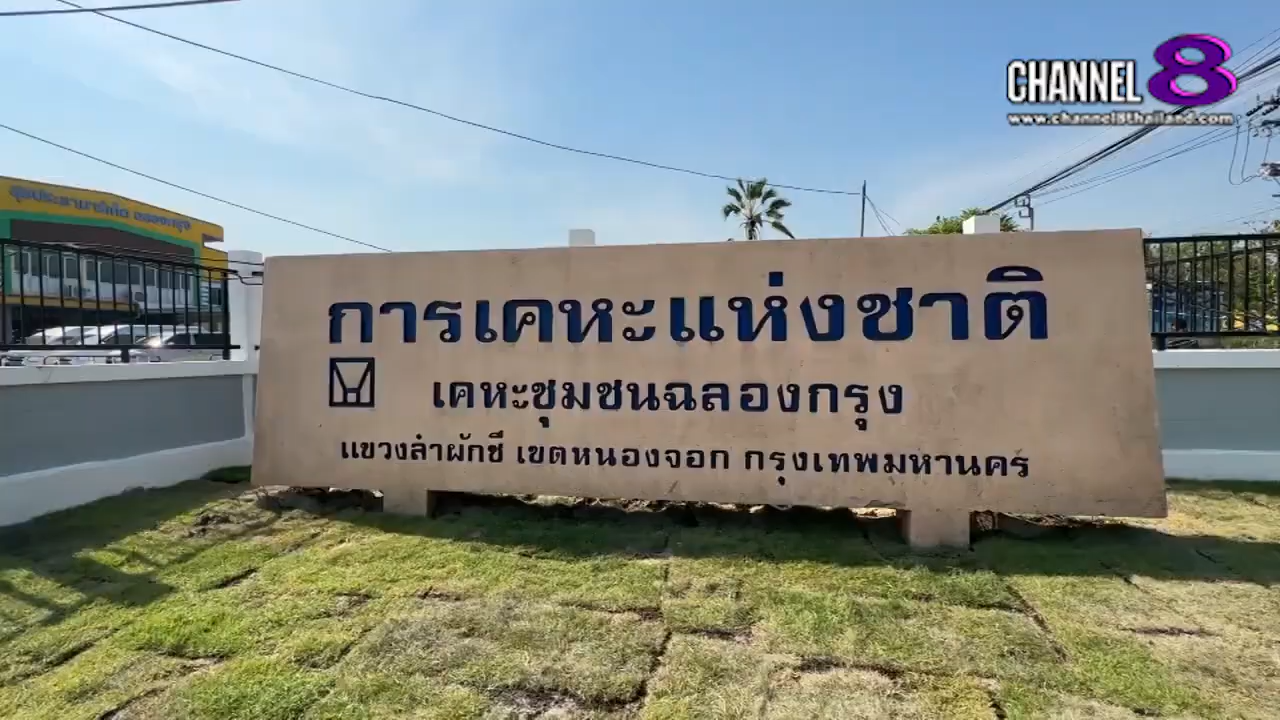 CHANNEL 8
www.channel8thailand.com
การเคหะแห่งชาติ
เคหะชุมชนฉลองกรุง
แขวงลำผักชี เขตหนองจอก กรุงเทพมหานคร